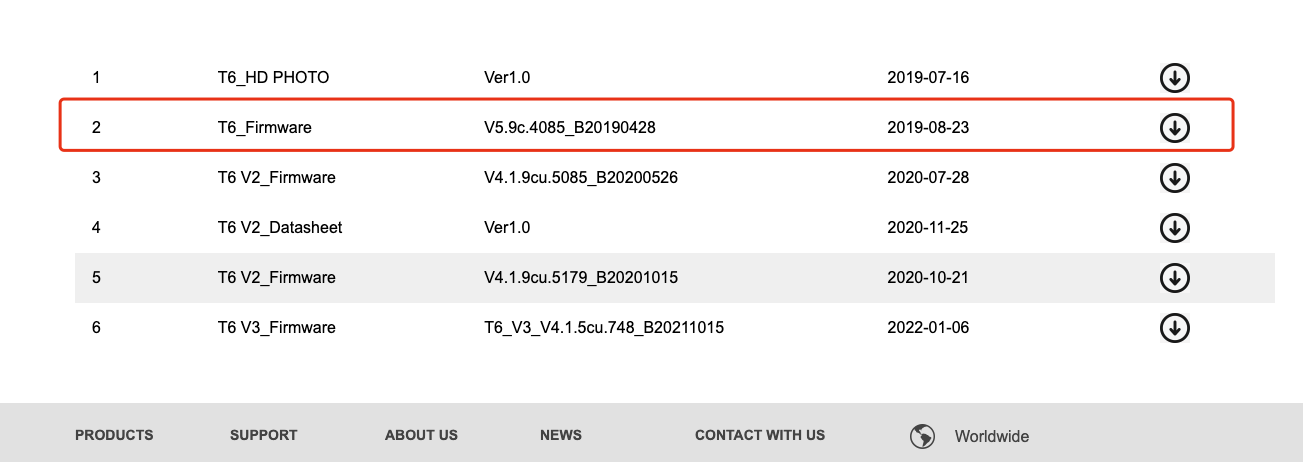 1 T6_HD PHOTO Ver1.0 2019-07-16
2 T6_Firmware V5.9c.4085_B20190428 2019-08-23
3 T6 V2_Firmware V4.1.9cu.5085_B20200526 2020-07-28
4 T6 V2_Datasheet Ver1.0 2020-11-25
5 T6 V2_Firmware V4.1.9cu.5179_B20201015 2020-10-21
6 T6 V3_Firmware T6_V3_V4.1.5cu.748_B20211015 2022-01-06
PRODUCTS SUPPORT ABOUT US NEWS CONTACT WITH US Worldwide